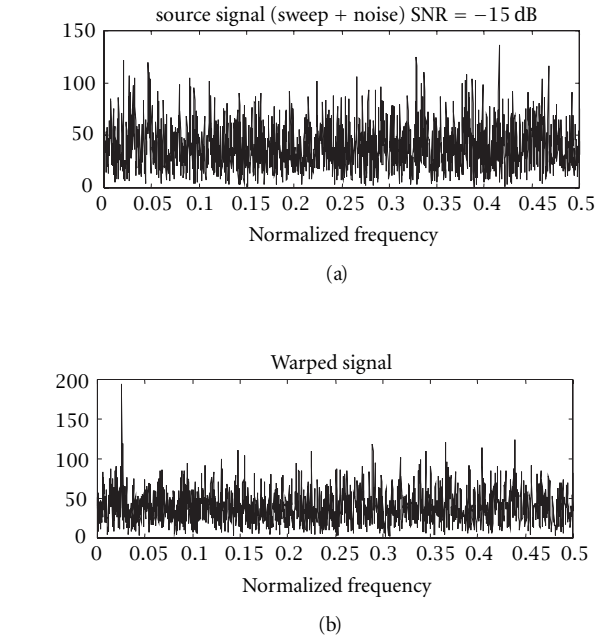 source signal (sweep + noise) SNR = −15 dB
150
100
50
0
0 0.05 0.1 0.15 0.2 0.25 0.3 0.35 0.4 0.45 0.5
Normalized frequency
(a)
Warped signal
200
150
100
50
0
0 0.05 0.1 0.15 0.2 0.25 0.3 0.35 0.4 0.45 0.5
Normalized frequency
(b)